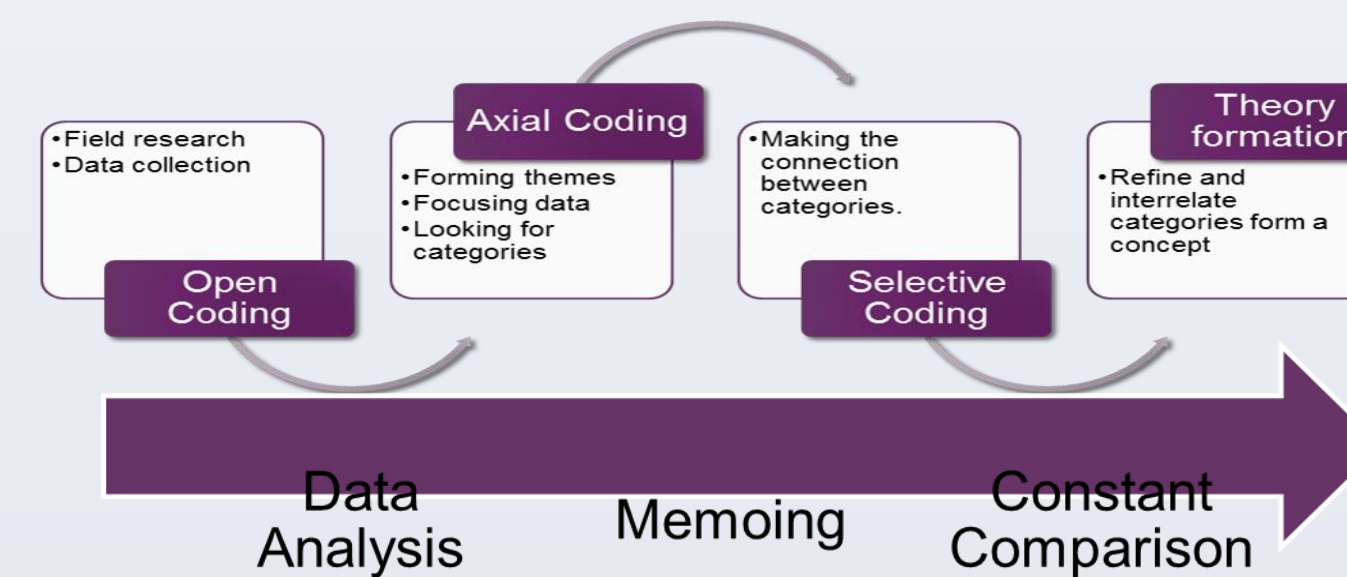 •Field research
•Data collection
Open
Coding
Axial Coding
•Forming themes
•Focusing data
•Looking for
categories
•Making the
connection
between
categories.
Selective
Coding
Theory
formation
•Refine and
interrelate
categories form a
concept
Data
Analysis
Memoing
Constant
Comparison